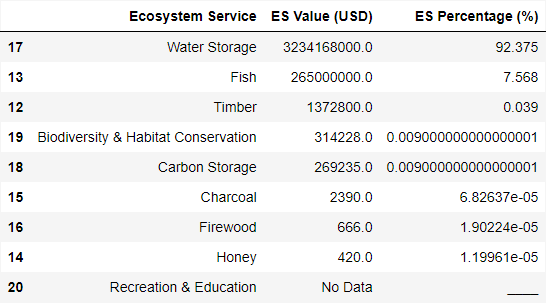 Ecosystem Service ES Value (USD) ES Percentage (%)
17 Water Storage 3234168000.0 92.375
13 Fish 265000000.0 7.568
12 Timber 1372800.0 0.039
19 Biodiversity & Habitat Conservation 314228.0 0.009000000000000001
18 Carbon Storage 269235.0 0.009000000000000001
15 Charcoal 2390.0 6.82637e-05
16 Firewood 666.0 1.90224e-05
14 Honey 420.0 1.19961e-05
20 Recreation & Education No Data ____